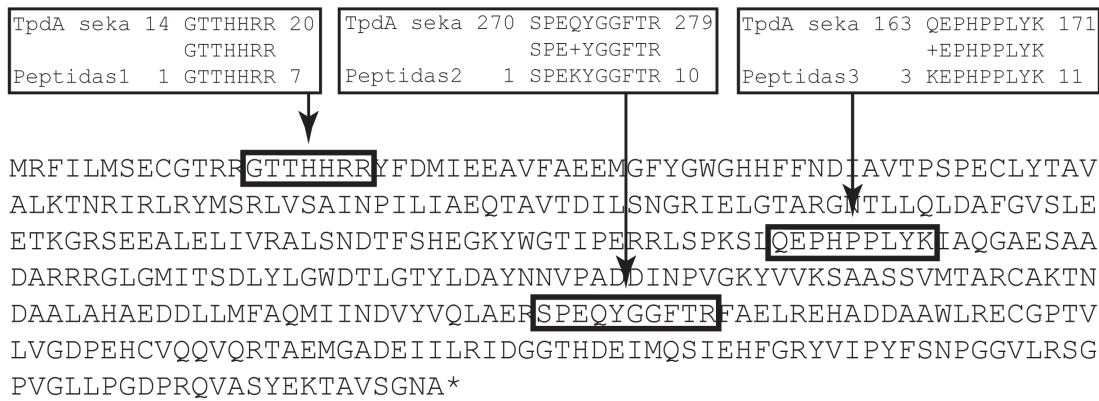 TpdA seka 14 GTTHHRR 20
GTTHHRR
Peptidas1 1 GTTHHRR 7
TpdA seka 270 SPEQYGGFTR 279
SPE+YGGFTR
Peptidas2 1 SPEKYGGFTR 10
TpdA seka 163 QEPHPPLYK 171
+EPHPPLYK
Peptidas3 3 KEPHPPLYK 11
MRFILMSECGTRRGTTHHRRYFDMIEEAVFAEEMGFYGWGHHFFNDIAVTPSPECLYTAV
ALKTNRIRLRYMSRLVSAINPILIAEQTAVTDILSNGRIELGTARGNTLLQLDAFGVSLE
ETKGRSEEALELIVRALSNDTFSHEGKYWGTIPERRLSPKSIQEPHPPLYKIAQGAESAA
DARRRGLGMITSDLYLGWDTLGTYLDAYNNVPADDINPVGKYVVKSAASSVMTARCAKTN
DAALAHAEDDLLMFAQMIINDVYVQLAERSPEQYGGFTRFAELREHADDAAWLRECGPTV
LVGDPEHCVQQVQRTAEMGADEIILRIDGGTHDEIMQSIEHFGRYVIPYFSNPGGVLRSG
PVGLLPGDPRQVASYEKTAVSGNA*